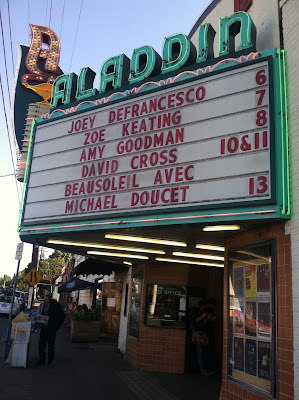 ALADDIN
JOEY DEFRANCESCO 6
ZOE KEATING 7
AMY GOODMAN 8
DAVID CROSS 10&11
BEAUSOLEIL AVEC
MICHAEL DOUCET 13